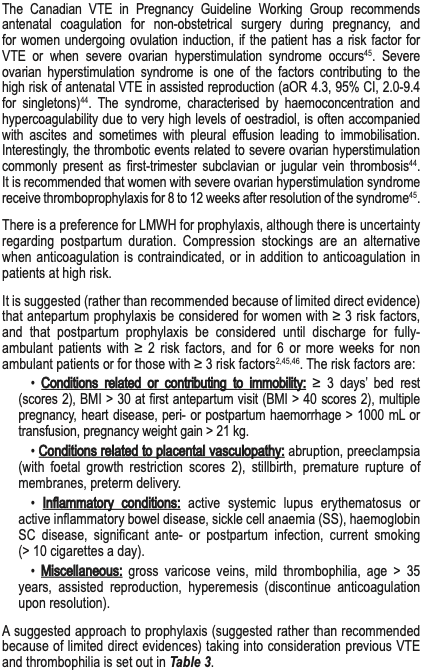 The Canadian VTE in Pregnancy Guideline Working Group recommends
antenatal coagulation for non-obstetrical surgery during pregnancy, and
for women undergoing ovulation induction, if the patient has a risk factor for
VTE or when severe ovarian hyperstimulation syndrome occurs45. Severe
ovarian hyperstimulation syndrome is one of the factors contributing to the
high risk of antenatal VTE in assisted reproduction (aOR 4.3, 95% CI, 2.0-9.4
for singletons)44. The syndrome, characterised by haemoconcentration and
hypercoagulability due to very high levels of oestradiol, is often accompanied
with ascites and sometimes with pleural effusion leading to immobilisation.
Interestingly, the thrombotic events related to severe ovarian hyperstimulation
commonly present as first-trimester subclavian or jugular vein thrombosis44.
It is recommended that women with severe ovarian hyperstimulation syndrome
receive thromboprophylaxis for 8 to 12 weeks after resolution of the syndrome45.
There is a preference for LMWH for prophylaxis, although there is uncertainty
regarding postpartum duration. Compression stockings are an alternative
when anticoagulation is contraindicated, or in addition to anticoagulation in
patients at high risk.
It is suggested (rather than recommended because of limited direct evidence)
that antepartum prophylaxis be considered for women with ≥ 3 risk factors,
and that postpartum prophylaxis be considered until discharge for fully-
ambulant patients with ≥ 2 risk factors, and for 6 or more weeks for non
ambulant patients or for those with ≥ 3 risk factors2,45,46. The risk factors are:
• Conditions related or contributing to immobility: ≥ 3 days' bed rest
(scores 2), BMI > 30 at first antepartum visit (BMI > 40 scores 2), multiple
pregnancy, heart disease, peri- or postpartum haemorrhage > 1000 mL or
transfusion, pregnancy weight gain > 21 kg.
• Conditions related to placental vasculopathy: abruption, preeclampsia
(with foetal growth restriction scores 2), stillbirth, premature rupture of
membranes, preterm delivery.
• Inflammatory conditions: active systemic lupus erythematosus or
active inflammatory bowel disease, sickle cell anaemia (SS), haemoglobin
SC disease, significant ante- or postpartum infection, current smoking
(> 10 cigarettes a day).
• Miscellaneous: gross varicose veins, mild thrombophilia, age > 35
years, assisted reproduction, hyperemesis (discontinue anticoagulation
upon resolution).
A suggested approach to prophylaxis (suggested rather than recommended
because of limited direct evidences) taking into consideration previous VTE
and thrombophilia is set out in Table 3.